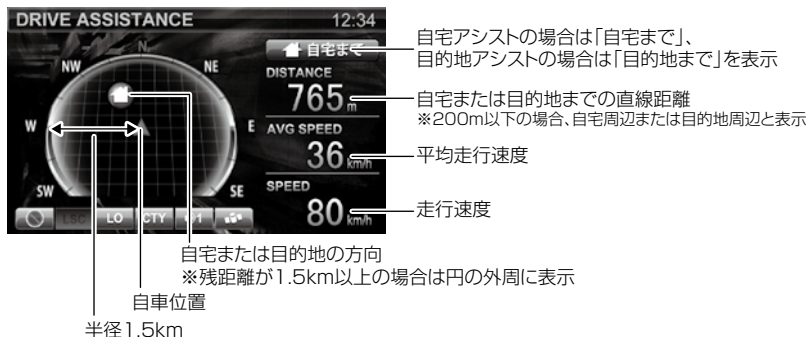 DRIVE ASSISTANCE 12:34
N
NW NE
W E
SW SE
自宅まで
DISTANCE
765 m
AVG SPEED
36 km/h
SPEED
80 km/h
LSC LO CTY
自宅アシストの場合は「自宅まで」、
目的地アシストの場合は「目的地まで」を表示
自宅または目的地までの直線距離
※200m以下の場合、自宅周辺または目的地周辺と表示
平均走行速度
走行速度
自宅または目的地の方向
※残距離が1.5km以上の場合は円の外周に表示
自車位置
半径1.5km